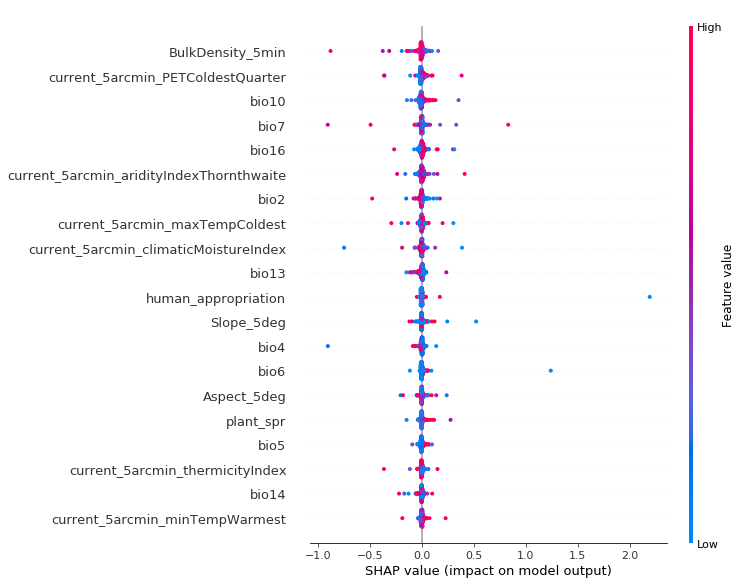 High
BulkDensity_5min
current_5arcmin_PETColdestQuarter
bio10
bio7
bio16
current_5arcmin_aridityIndexThornthwaite
bio2
current_5arcmin_maxTempColdest
current_5arcmin_climaticMoistureIndex
bio13
human_appropriation
Slope_5deg
bio4
bio6
Aspect_5deg
plant_spr
bio5
current_5arcmin_thermicityIndex
bio14
current_5arcmin_minTempWarmest
Feature value
Low
−1.0 −0.5 0.0 0.5 1.0 1.5 2.0
SHAP value (impact on model output)